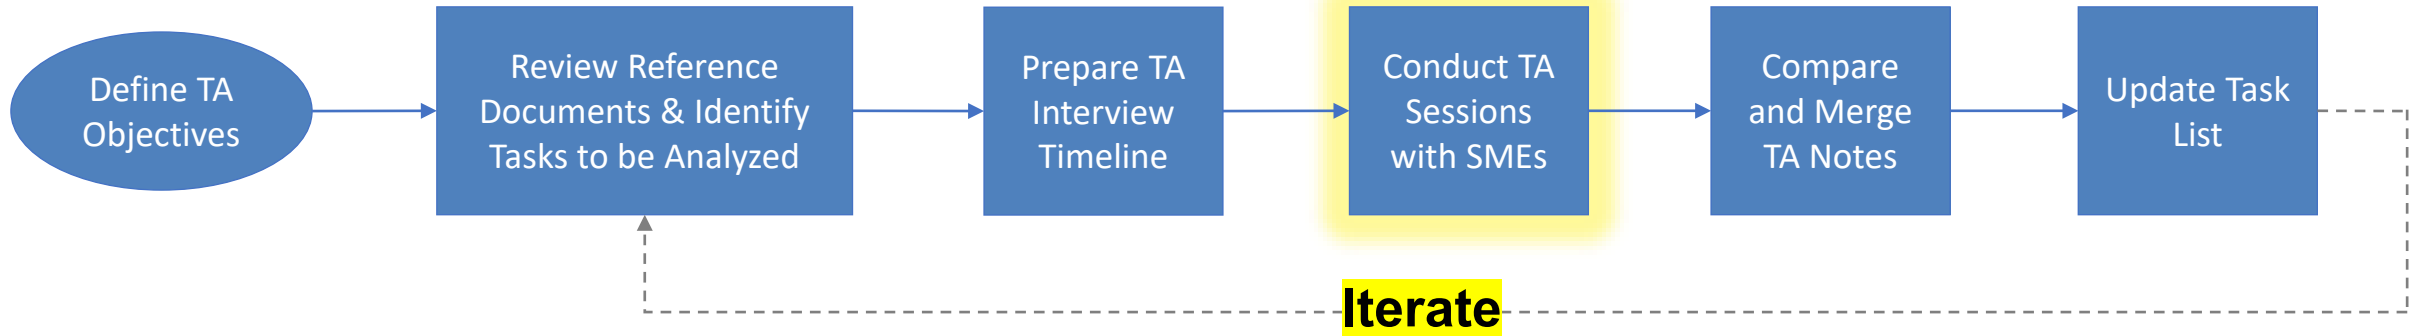 Define TA
Objectives
Review Reference
Documents & Identify
Tasks to be Analyzed
Prepare TA
Interview
Timeline
Conduct TA
Sessions
with SMEs
Compare
and Merge
TA Notes
Update Task
List
Iterate